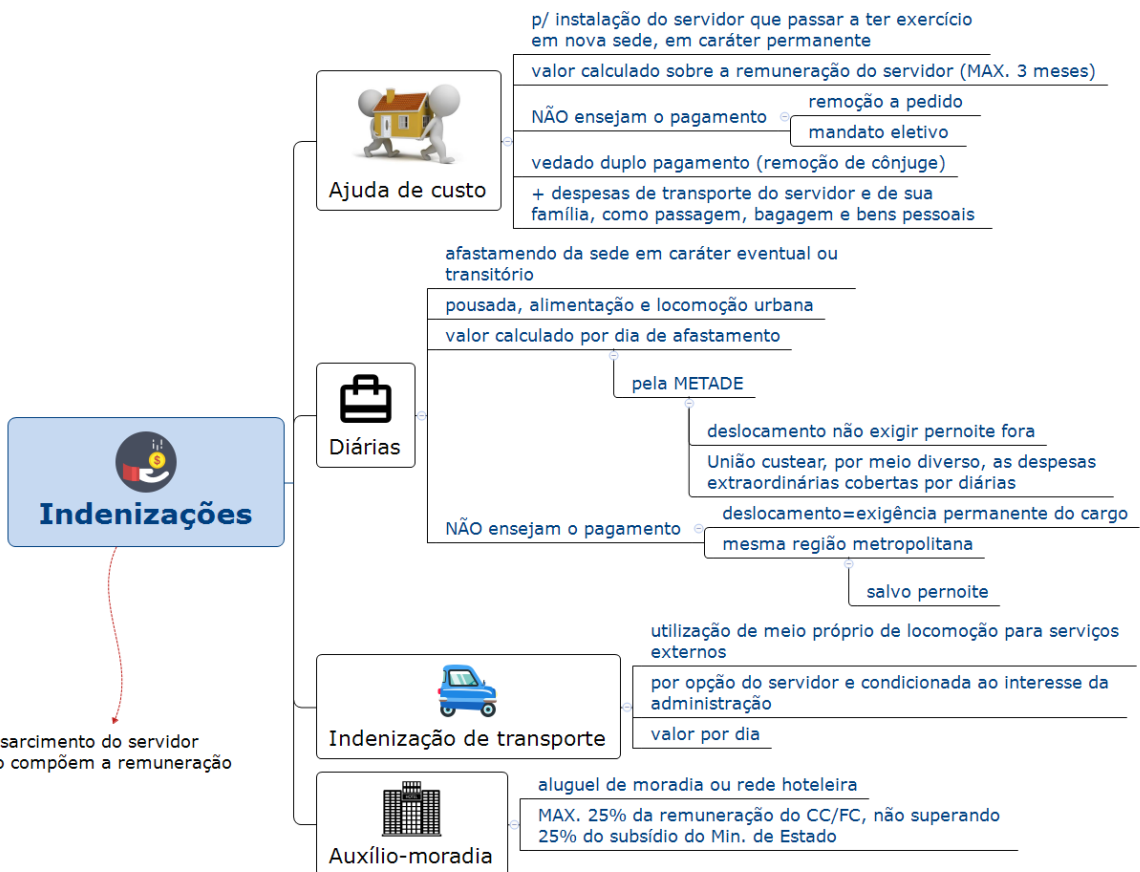 p/ instalação do servidor que passar a ter exercício
em nova sede, em caráter permanente
valor calculado sobre a remuneração do servidor (MAX. 3 meses)
NÃO ensejam o pagamento
remoção a pedido
mandato eletivo
vedado duplo pagamento (remoção de cônjuge)
+ despesas de transporte do servidor e de sua
família, como passagem, bagagem e bens pessoais
Ajuda de custo
afastamendo da sede em caráter eventual ou
transitório
pousada, alimentação e locomoção urbana
valor calculado por dia de afastamento
pela METADE
deslocamento não exigir pernoite fora
União custear, por meio diverso, as despesas
extraordinárias cobertas por diárias
NÃO ensejam o pagamento
deslocamento=exigência permanente do cargo
mesma região metropolitana
salvo pernoite
Diárias
Indenizações
utilização de meio próprio de locomoção para serviços
externos
por opção do servidor e condicionada ao interesse da
administração
valor por dia
Indenização de transporte
sarcimento do servidor
o compõem a remuneração
aluguel de moradia ou rede hoteleira
MAX. 25% da remuneração do CC/FC, não superando
25% do subsídio do Min. de Estado
Auxílio-moradia